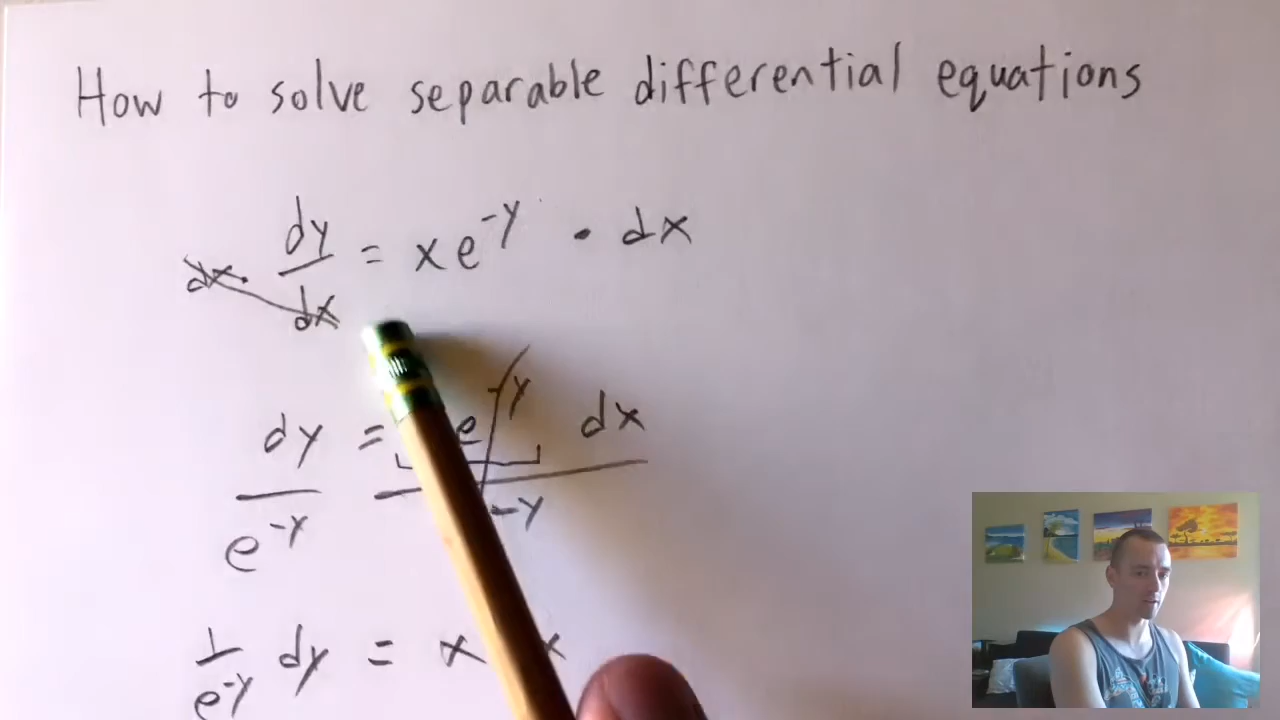 How to solve separable differential equations
dx · dy/dx = xe^-y · dx
dy/e^-y = e^-y dx/-y
1/e^-y dy = x x